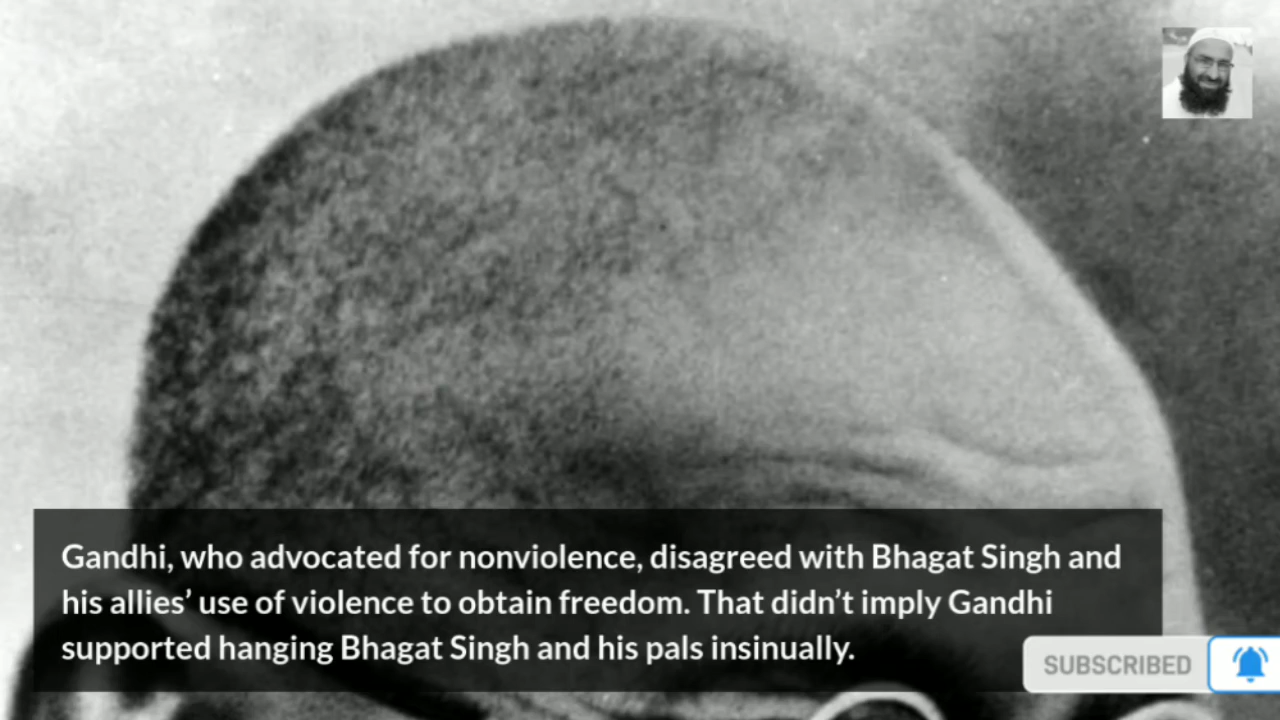 Gandhi, who advocated for nonviolence, disagreed with Bhagat Singh and
his allies’ use of violence to obtain freedom. That didn’t imply Gandhi
supported hanging Bhagat Singh and his pals insinually.
SUBSCRIBED